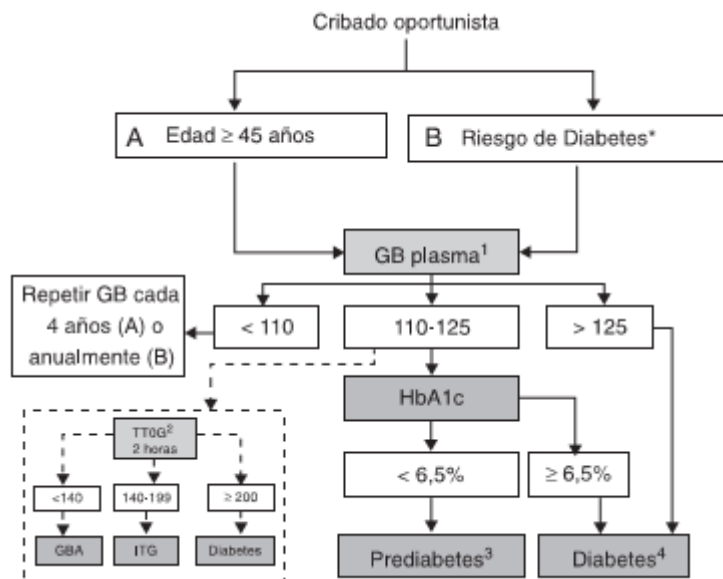 Cribado oportunista
A Edad ≥ 45 años
B Riesgo de Diabetes*
GB plasma¹
Repetir GB cada
4 años (A) o
anualmente (B)
< 110
110-125
> 125
HbA1c
TTOG²
2 horas
< 6,5%
≥ 6,5%
<140
140-199
≥ 200
GBA
ITG
Diabetes
Prediabetes³
Diabetes⁴